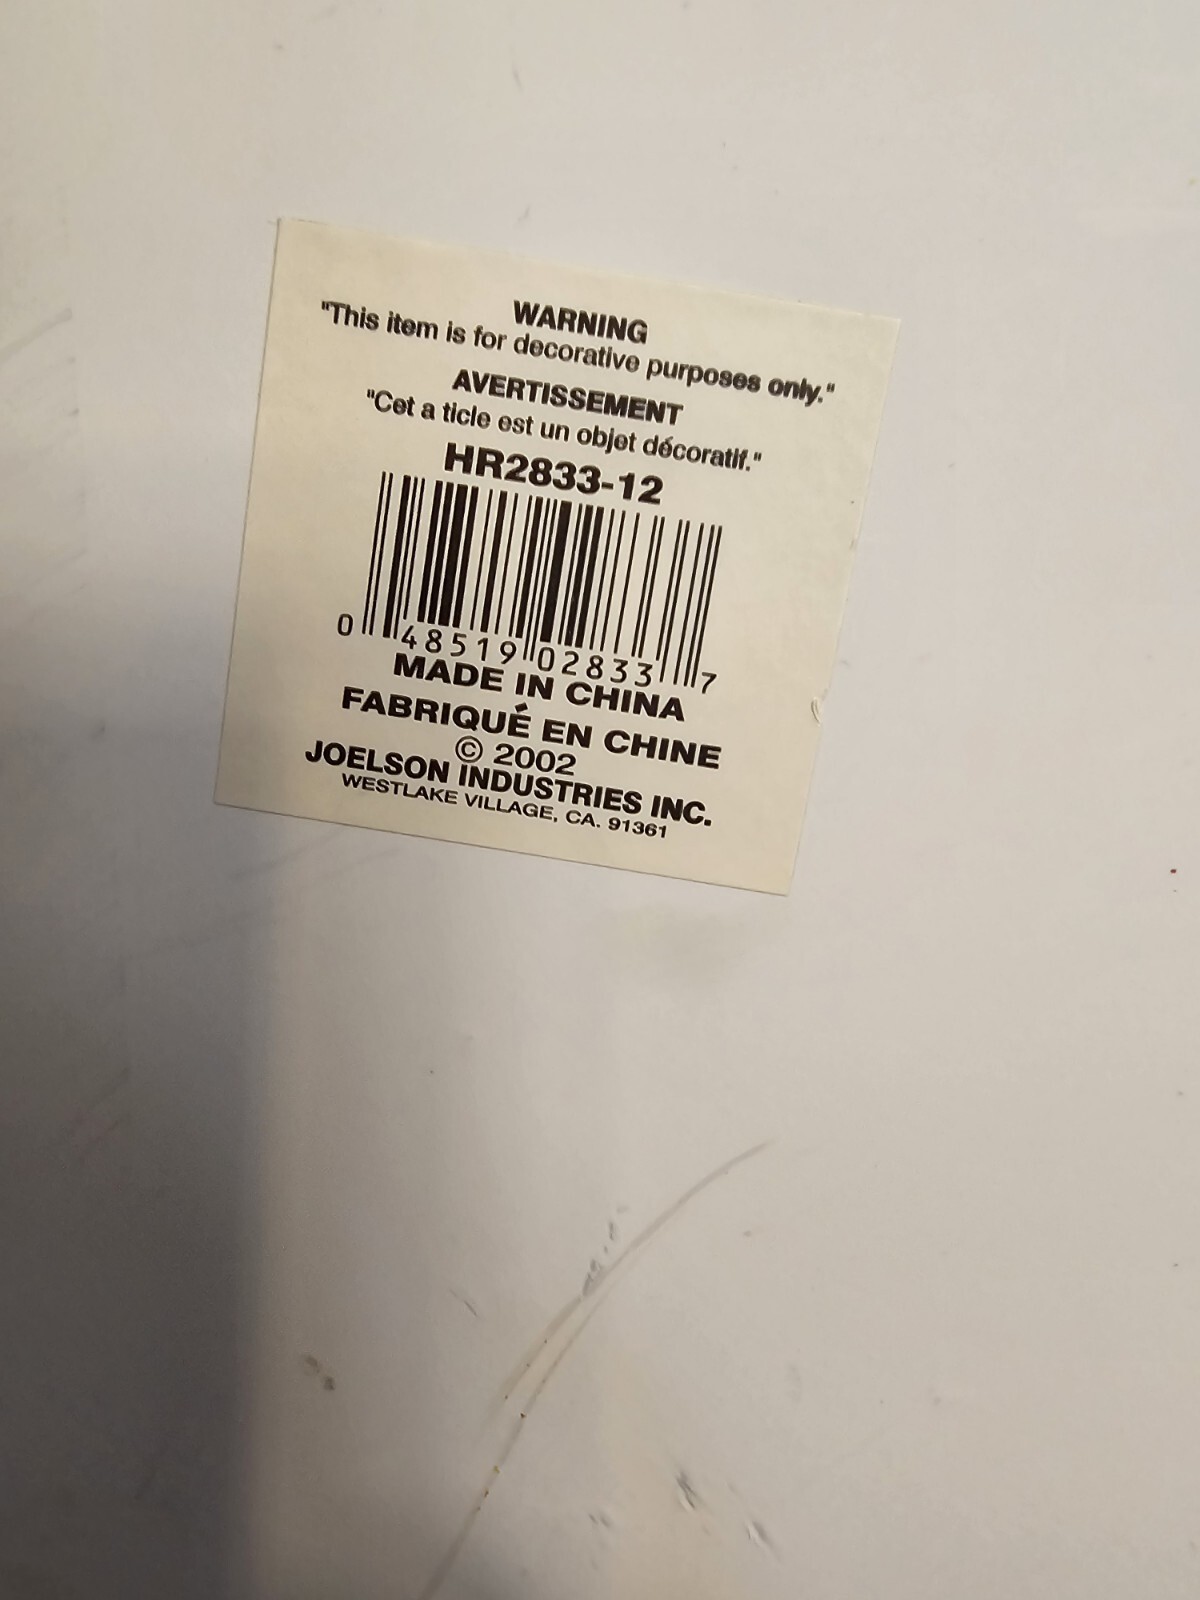 WARNING
"This item is for decorative purposes only."
AVERTISSEMENT
"Cet a ticle est un objet décoratif."
HR2833-12
0 48519 02833 7
MADE IN CHINA
FABRIQUÉ EN CHINE
© 2002
JOELSON INDUSTRIES INC.
WESTLAKE VILLAGE, CA. 91361